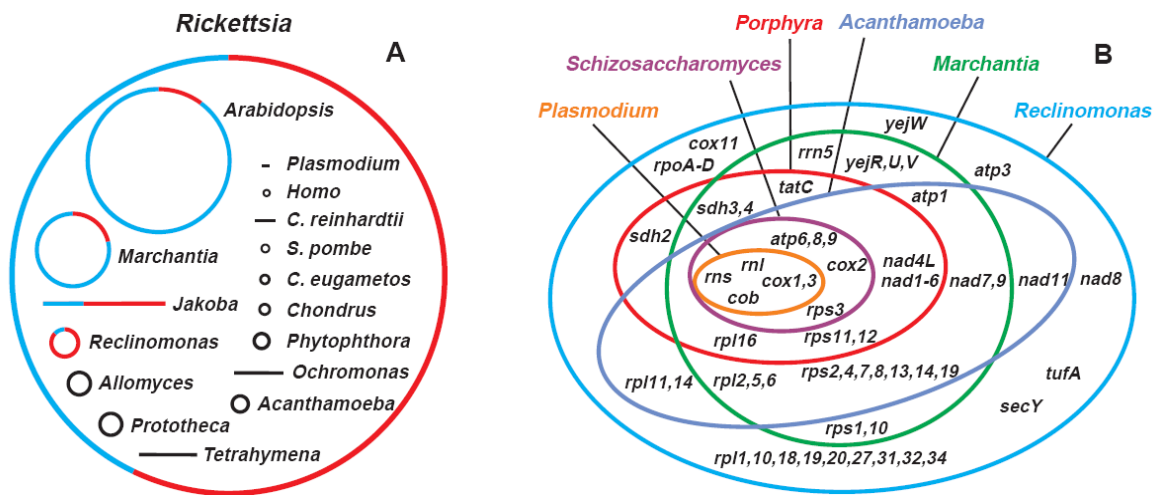 Rickettsia
A
Arabidopsis
Plasmodium
Homo
C. reinhardtii
S. pombe
C. eugametos
Chondrus
Phytophthora
Ochromonas
Acanthamoeba
Marchantia
Jakoba
Reclinomonas
Allomyces
Prototheca
Tetrahymena
B
Porphyra
Acanthamoeba
Schizosaccharomyces
Marchantia
Plasmodium
Reclinomonas
yejW
cox11
rrn5
rpoA-D
yejR,U,V
atp3
tatC
atp1
sdh3,4
sdh2
atp6,8,9
rnl
cox2
nad4L
rns
cox1,3
nad1-6
nad7,9
nad11
nad8
cob
rps3
rpl16
rps11,12
rpl11,14
rpl2,5,6
rps2,4,7,8,13,14,19
tufA
secY
rps1,10
rpl1,10,18,19,20,27,31,32,34